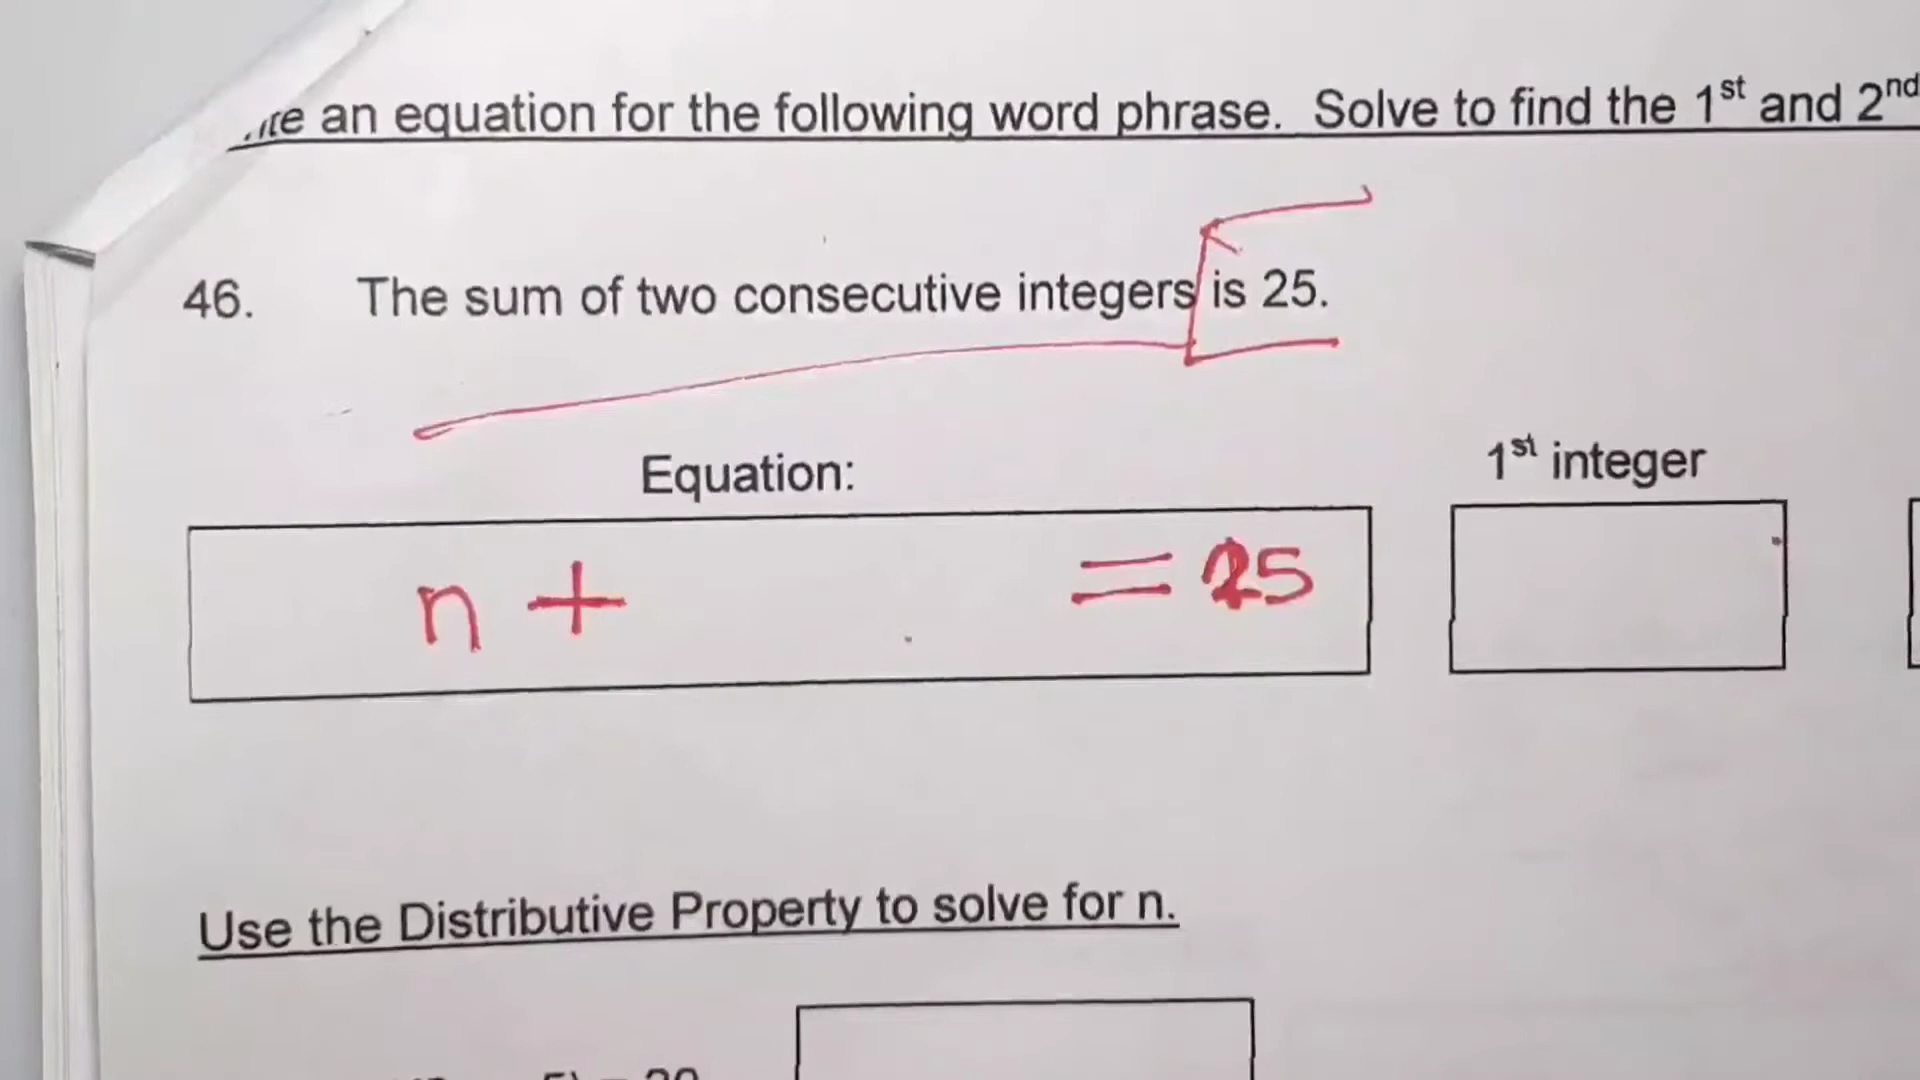 an equation for the following word phrase. Solve to find the 1st and 2nd
46. The sum of two consecutive integers is 25.
Equation:
1st integer
n + = 25
Use the Distributive Property to solve for n.